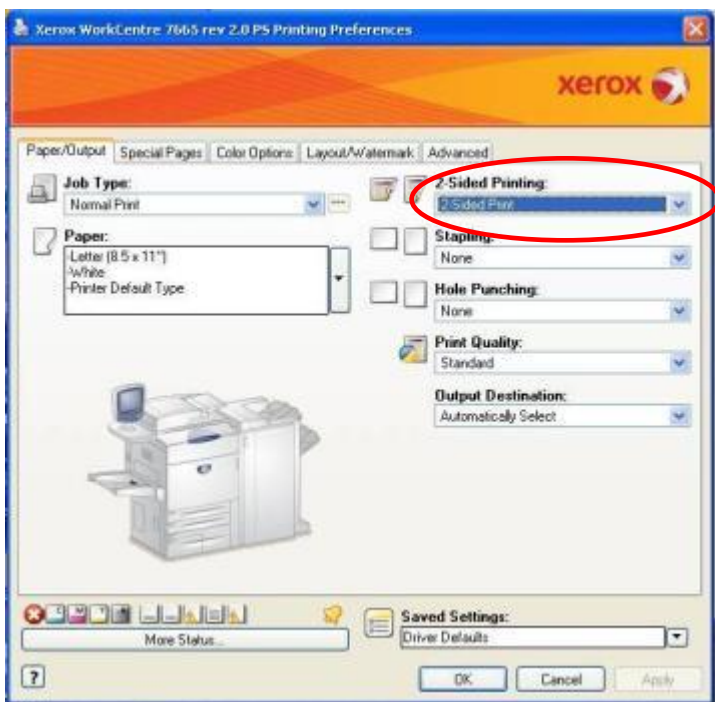 Xerox WorkCentre 7665 rev 2.0 PS Printing Preferences
xerox
Paper/Output Special Pages Color Options Layout/Watermark Advanced
Job Type:
Normal Print
2-Sided Printing:
2-Sided Print
Paper:
-Letter (8.5 x 11")
-White
-Printer Default Type
Stapling:
None
Hole Punching:
None
Print Quality:
Standard
Output Destination:
Automatically Select
More Status...
Saved Settings:
Driver Defaults
?
OK Cancel Apply